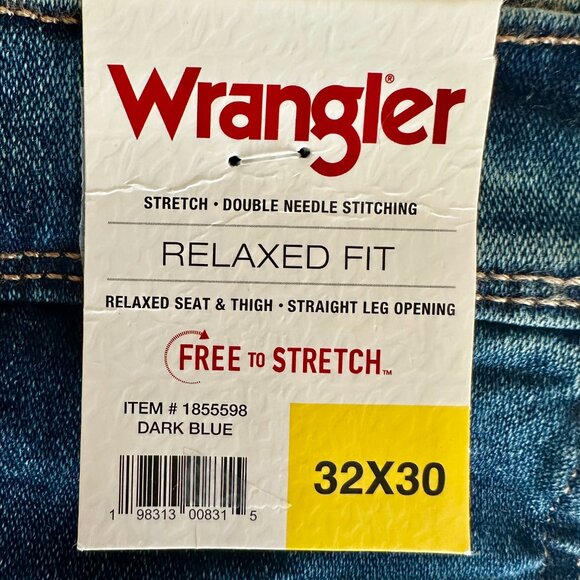 Wrangler®
STRETCH • DOUBLE NEEDLE STITCHING
RELAXED FIT
RELAXED SEAT & THIGH • STRAIGHT LEG OPENING
FREE TO STRETCH™
ITEM # 1855598
DARK BLUE
32X30
1 98313 00831 5